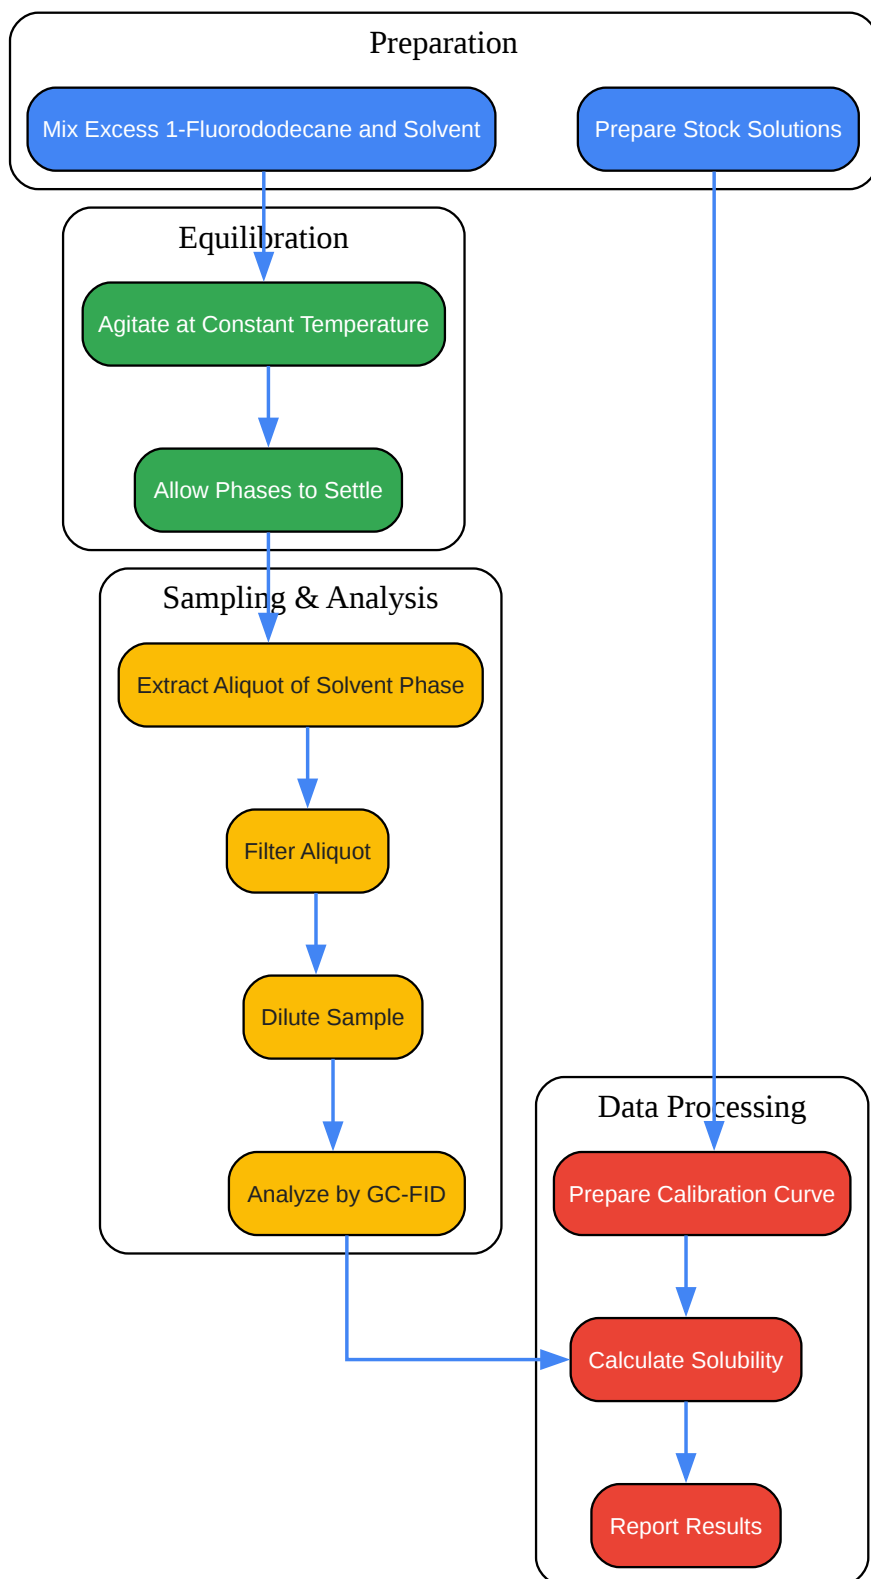 Preparation
Mix Excess 1-Fluorododecane and Solvent
Prepare Stock Solutions
Equilibration
Agitate at Constant Temperature
Allow Phases to Settle
Sampling & Analysis
Extract Aliquot of Solvent Phase
Filter Aliquot
Dilute Sample
Analyze by GC-FID
Data Processing
Prepare Calibration Curve
Calculate Solubility
Report Results